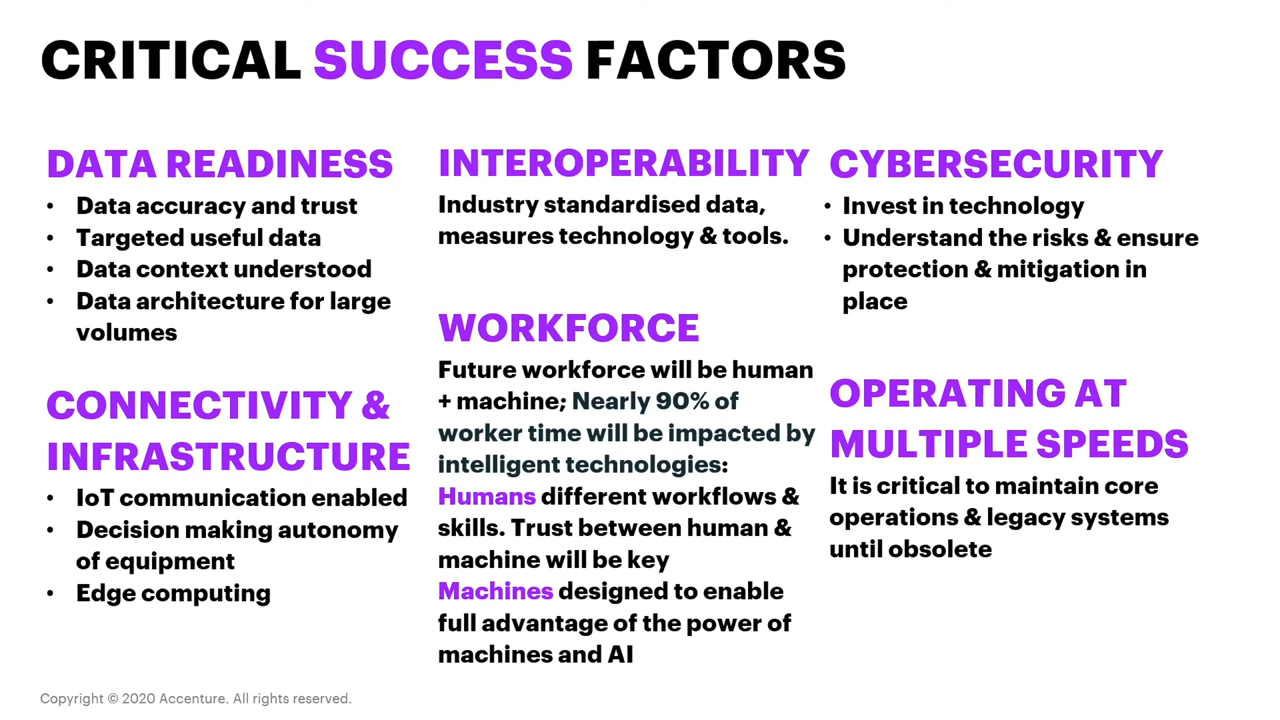 CRITICAL SUCCESS FACTORS
DATA READINESS
• Data accuracy and trust
• Targeted useful data
• Data context understood
• Data architecture for large
volumes
CONNECTIVITY &
INFRASTRUCTURE
• IoT communication enabled
• Decision making autonomy
of equipment
• Edge computing
INTEROPERABILITY
Industry standardised data,
measures technology & tools.
WORKFORCE
Future workforce will be human
+ machine; Nearly 90% of
worker time will be impacted by
intelligent technologies:
Humans different workflows &
skills. Trust between human &
machine will be key
Machines designed to enable
full advantage of the power of
machines and AI
CYBERSECURITY
• Invest in technology
• Understand the risks & ensure
protection & mitigation in
place
OPERATING AT
MULTIPLE SPEEDS
It is critical to maintain core
operations & legacy systems
until obsolete
Copyright © 2020 Accenture. All rights reserved.